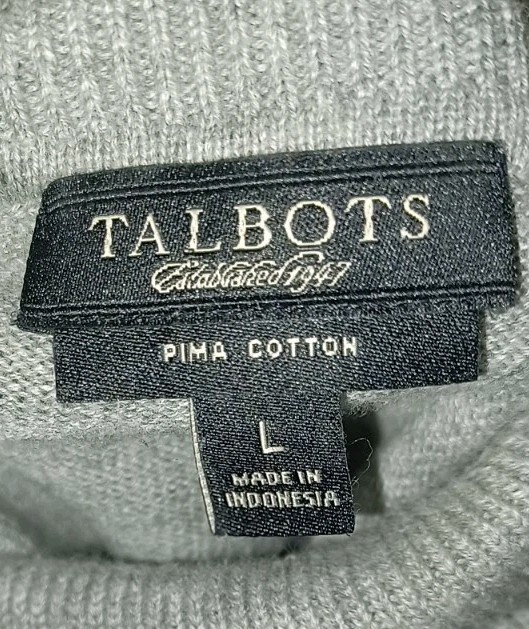 TALBOTS
Established 1947
PIMA COTTON
L
MADE IN
INDONESIA